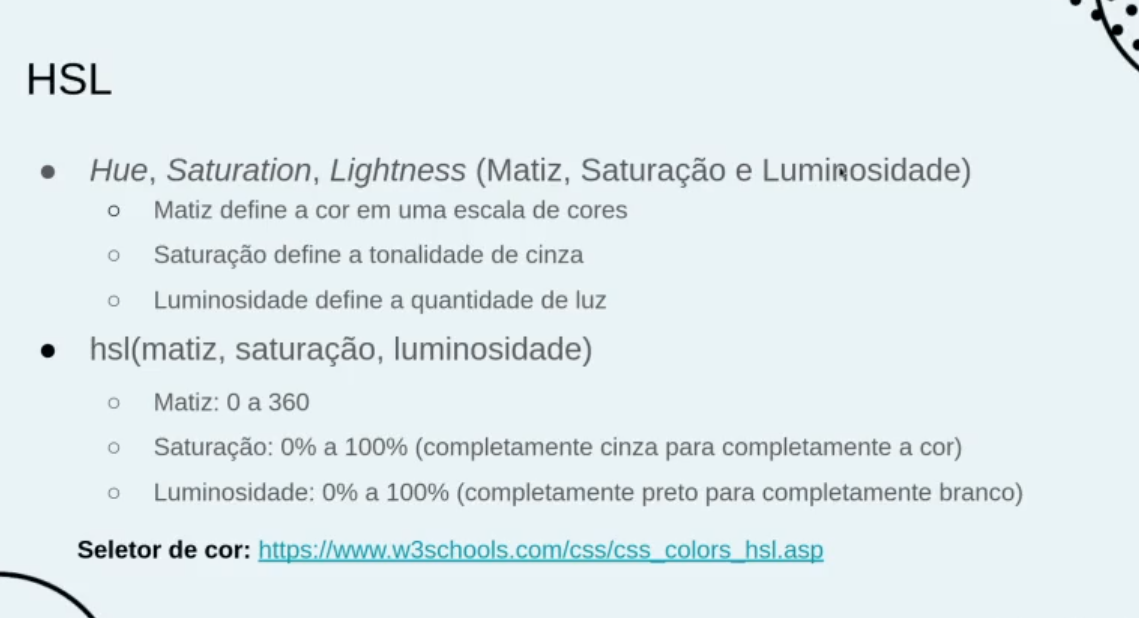 HSL
Hue, Saturation, Lightness (Matiz, Saturação e Luminosidade)
Matiz define a cor em uma escala de cores
Saturação define a tonalidade de cinza
Luminosidade define a quantidade de luz
hsl(matiz, saturação, luminosidade)
Matiz: 0 a 360
Saturação: 0% a 100% (completamente cinza para completamente a cor)
Luminosidade: 0% a 100% (completamente preto para completamente branco)
Seletor de cor: https://www.w3schools.com/css/css_colors_hsl.asp